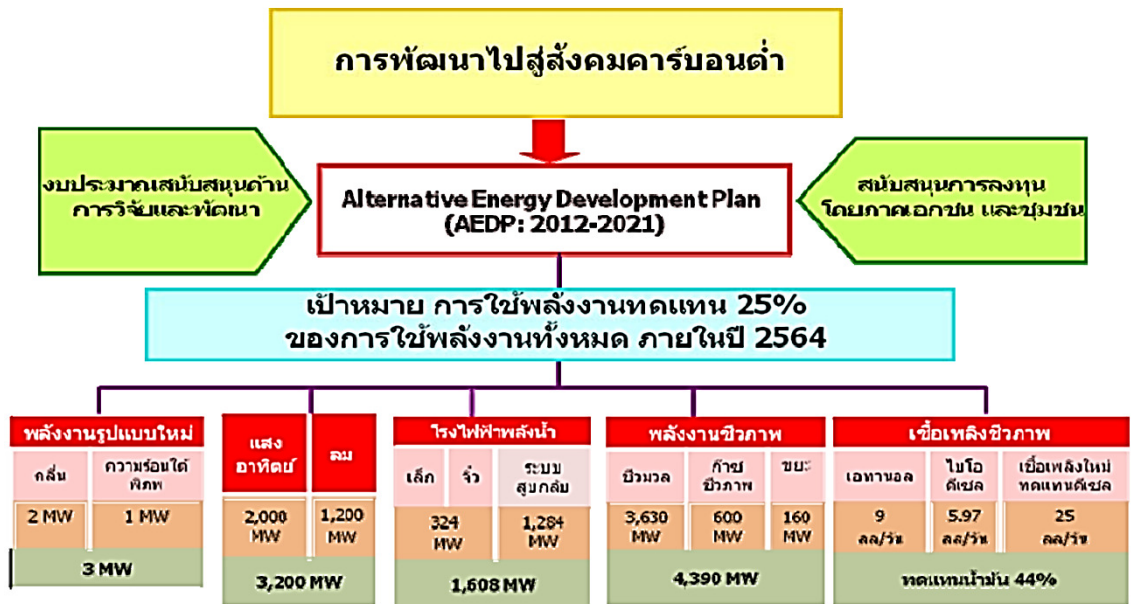 การพัฒนาไปสู่สังคมคาร์บอนต่ำ
งบประมาณสนับสนุนด้าน
การวิจัยและพัฒนา
Alternative Energy Development Plan
(AEDP: 2012-2021)
สนับสนุนการลงทุน
โดยภาคเอกชน และชุมชน
เป้าหมาย การใช้พลังงานทดแทน 25%
ของการใช้พลังงานทั้งหมด ภายในปี 2564
พลังงานรูปแบบใหม่
กลิ่น
ความร้อนใต้
พิภพ
2 MW
1 MW
3 MW
แสง
อาทิตย์
ลม
2,000
MW
1,200
MW
3,200 MW
โรงไฟฟ้าพลังน้ำ
เล็ก
จิ๋ว
ระบบ
สูบกลับ
324
MW
1,284
MW
1,608 MW
พลังงานชีวภาพ
ชีวมวล
ก๊าซ
ชีวภาพ
ขยะ
3,630
MW
600
MW
160
MW
4,390 MW
เชื้อเพลิงชีวภาพ
เอทานอล
ไบโอ
ดีเซล
เชื้อเพลิงใหม่
ทดแทนดีเซล
9
ลล/วัน
5.97
ลล/วัน
25
ลล/วัน
ทดแทนน้ำมัน 44%